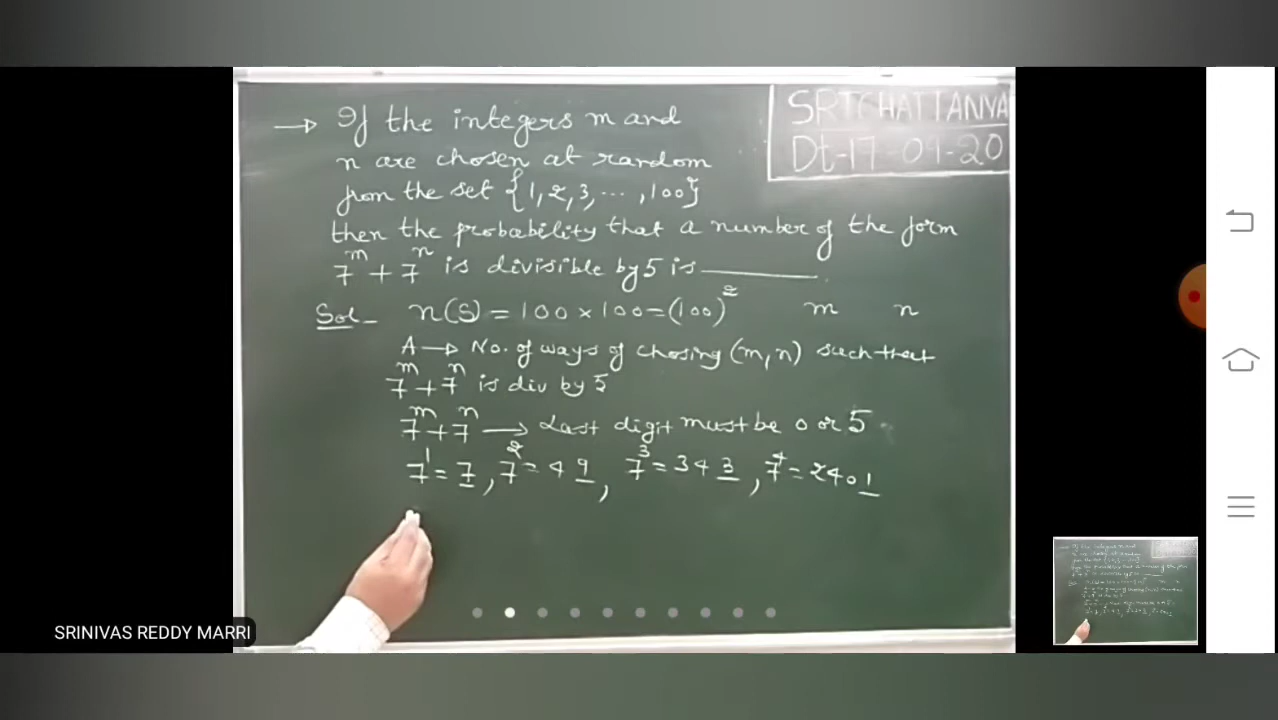 → If the integers m and
n are chosen at random
from the set {1, 2, 3, ..., 100}
then the probability that a number of the form
7^m + 7^n is divisible by 5 is ______.
SRICHAITANYA
Dt-17-09-20
Sol- n(S) = 100 × 100 = (100)^2 m n
A → No. of ways of chosing (m, n) such that
7^m + 7^n is div by 5
7^m + 7^n → Last digit must be 0 or 5.
7^1 = 7, 7^2 = 49, 7^3 = 343, 7^4 = 2401
SRINIVAS REDDY MARRI